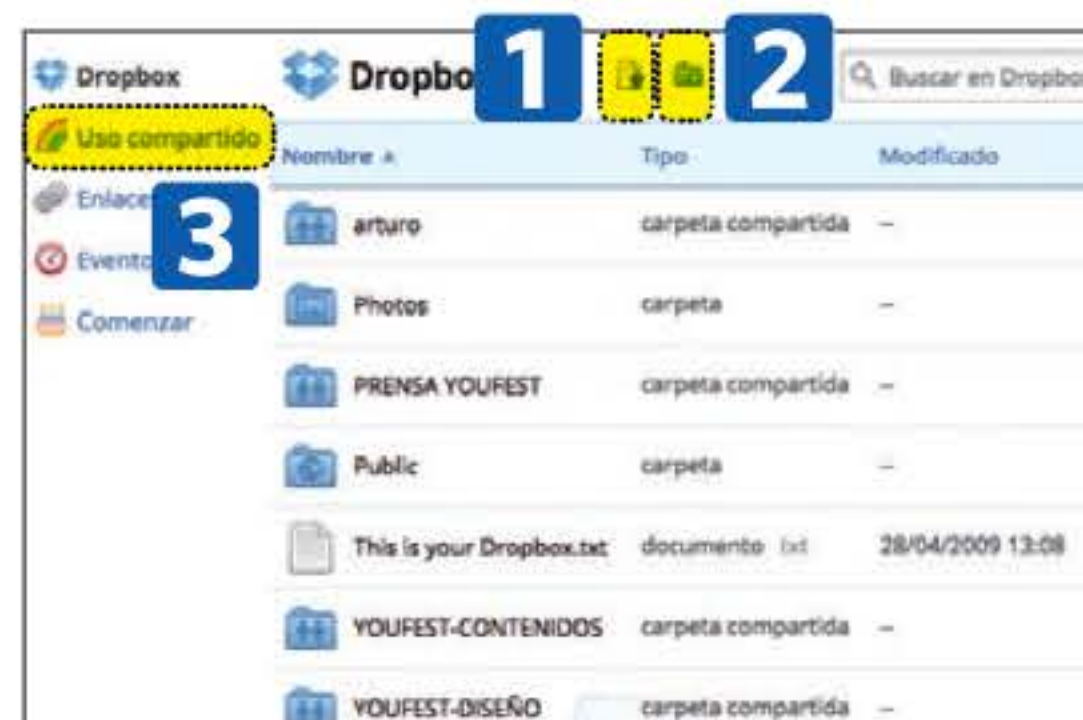 Dropbox
Uso compartido
Enlace
Evento
Comenzar
1
2
3
Dropbo
Buscar en Dropbo
Nombre Tipo Modificado
arturo carpeta compartida --
Photos carpeta --
PRENSA YOUFEST carpeta compartida --
Public carpeta --
This is your Dropbox.txt documento txt 28/04/2009 13:08
YOUFEST-CONTENIDOS carpeta compartida --
YOUFEST-DISEÑO carpeta compartida --